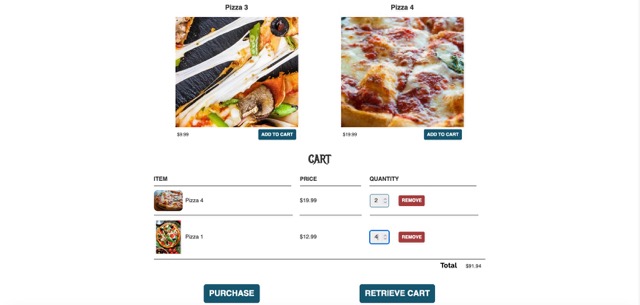 Pizza 3 Pizza 4
$9.99 ADD TO CART $19.99 ADD TO CART
CART
ITEM PRICE QUANTITY
Pizza 4 $19.99 2 REMOVE
Pizza 1 $12.99 4 REMOVE
Total $91.94
PURCHASE RETRIEVE CART